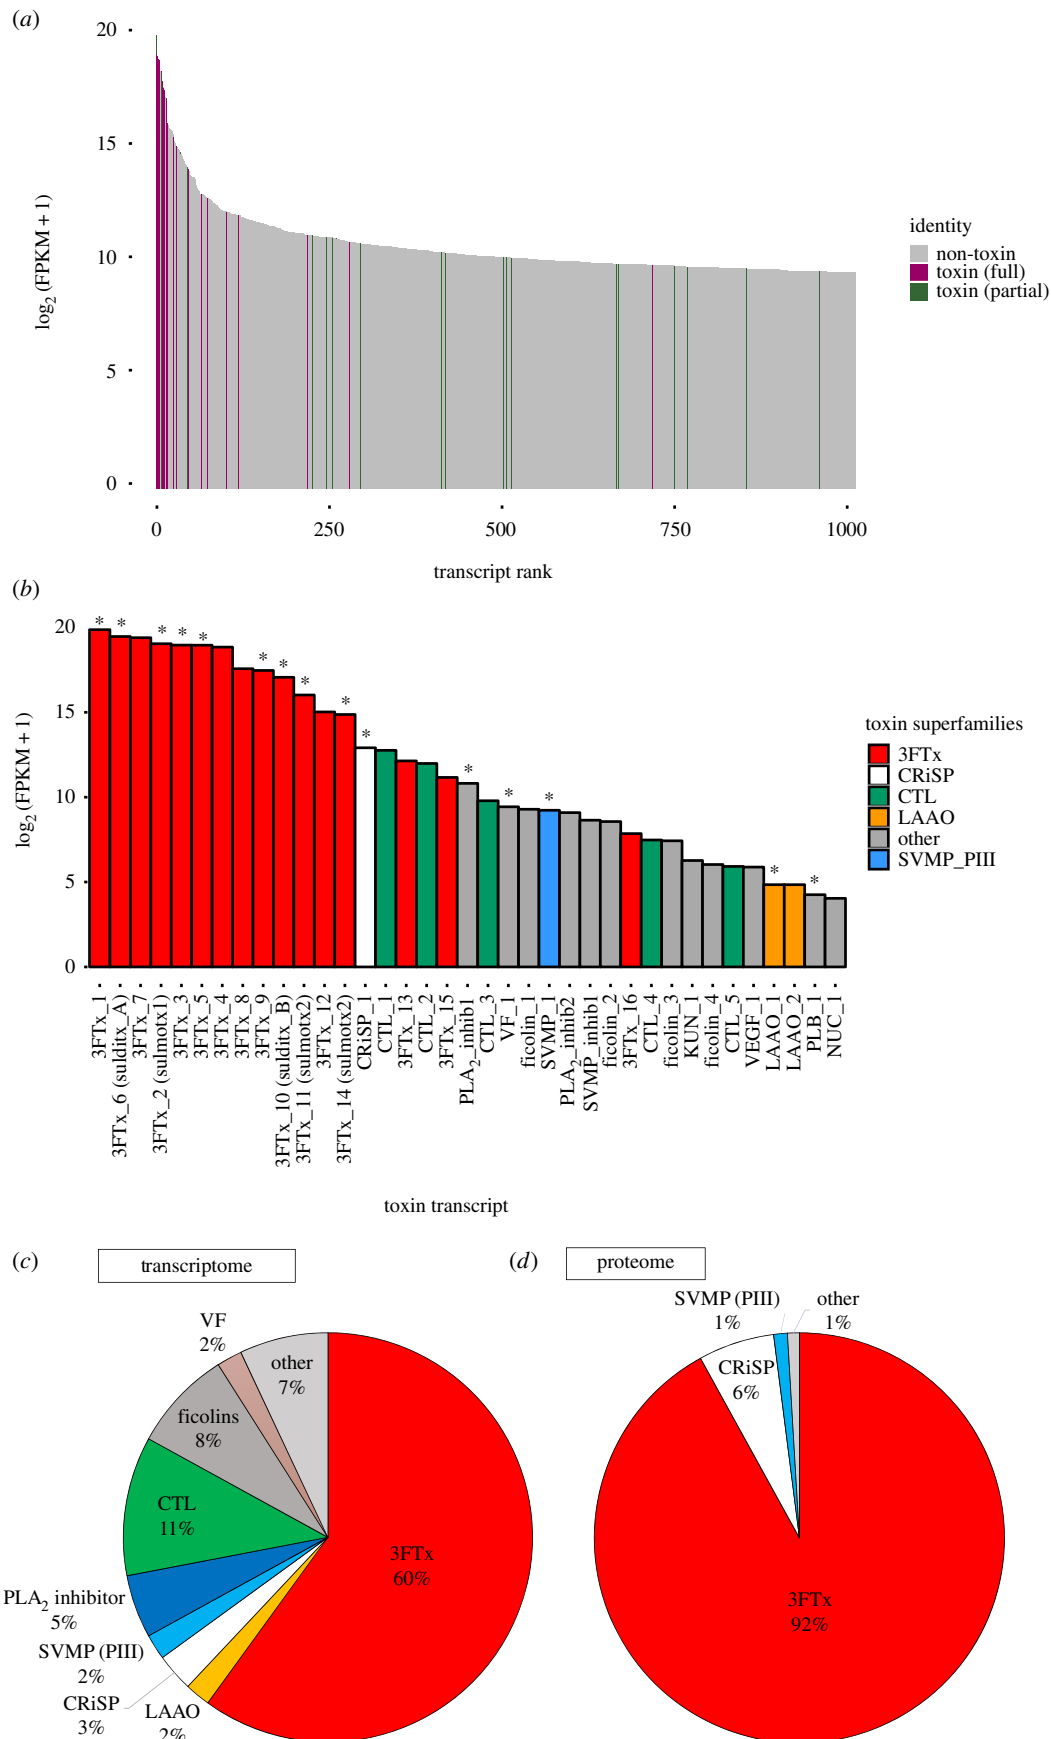 (a)
20
15
10
5
0
log2 (FPKM + 1)
0 250 500 750 1000
transcript rank
identity
non-toxin
toxin (full)
toxin (partial)
(b)
20
15
10
5
0
log2 (FPKM + 1)
* * * * * * * * * * * * * * *
3FTx_1
3FTx_6 (sulditx_A)
3FTx_7
3FTx_2 (sulmotx1)
3FTx_3
3FTx_5
3FTx_4
3FTx_8
3FTx_9
3FTx_10 (sulditx_B)
3FTx_11 (sulmotx2)
3FTx_12
3FTx_14 (sulmotx2)
CRiSP_1
CTL_1
3FTx_13
CTL_2
3FTx_15
PLA2_inhib1
CTL_3
VF_1
ficolin_1
SVMP_1
PLA2_inhib2
SVMP_inhib1
ficolin_2
3FTx_16
CTL_4
ficolin_3
KUN_1
ficolin_4
CTL_5
VEGF_1
LAAO_1
LAAO_2
PLB_1
NUC_1
toxin transcript
toxin superfamilies
3FTx
CRiSP
CTL
LAAO
other
SVMP_PIII
(c)
transcriptome
VF
2%
other
7%
ficolins
8%
CTL
11%
3FTx
60%
PLA2 inhibitor
5%
SVMP (PIII)
2%
CRiSP
3%
LAAO
2%
(d)
proteome
SVMP (PIII)
1%
other
1%
CRiSP
6%
3FTx
92%